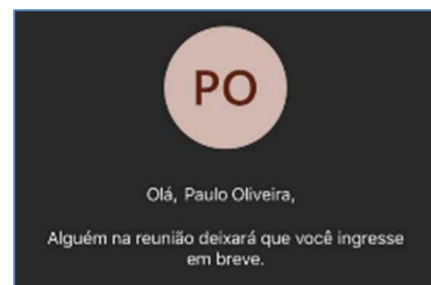 PO
Olá, Paulo Oliveira,
Alguém na reunião deixará que você ingresse
em breve.